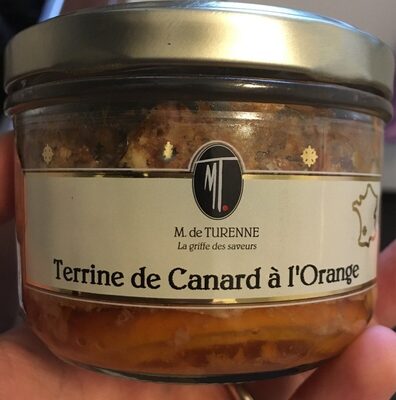 MT.
M. de TURENNE
La griffe des saveurs
Terrine de Canard à l'Orange